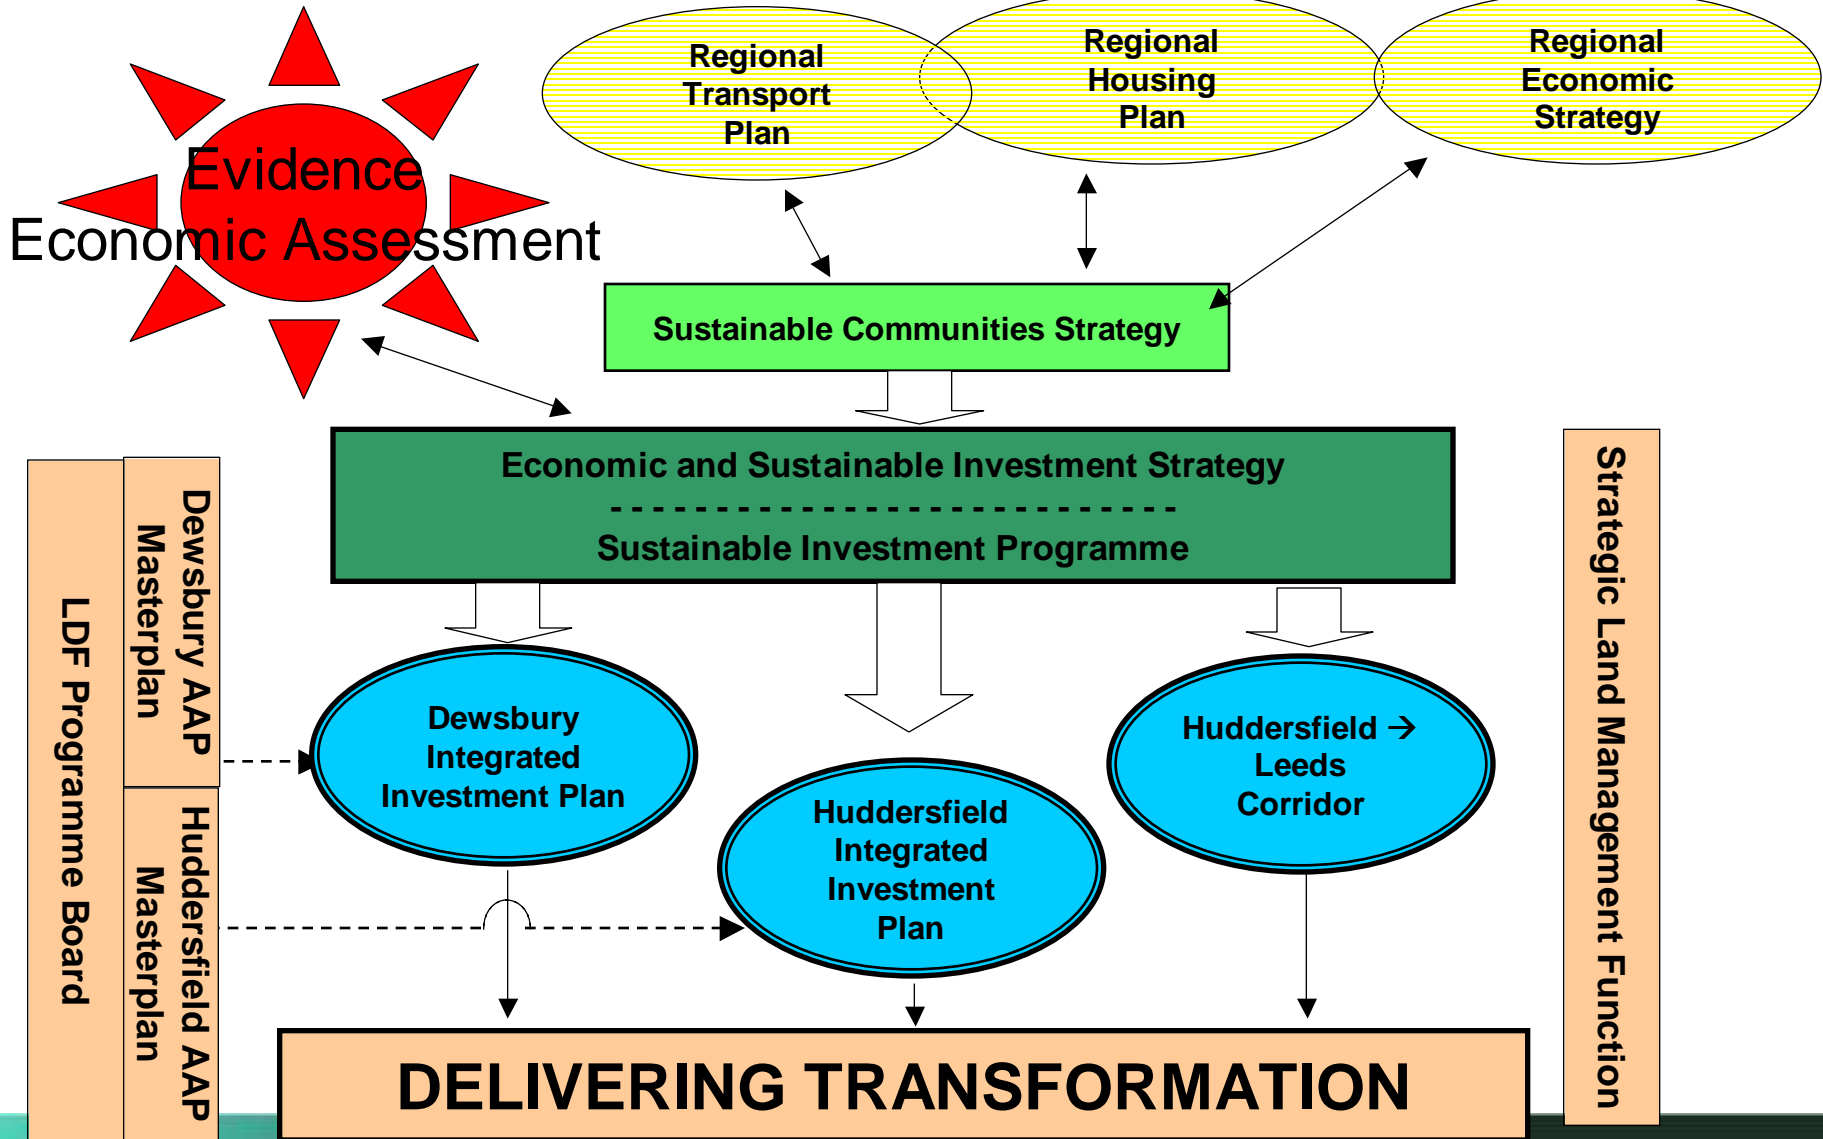 Evidence
Economic Assessment
Regional
Transport
Plan
Regional
Housing
Plan
Regional
Economic
Strategy
Sustainable Communities Strategy
Economic and Sustainable Investment Strategy
- - - - - - - - - - - - - - - - - - - - - - - - - - - -
Sustainable Investment Programme
LDF Programme Board
Dewsbury AAP
Masterplan
Huddersfield AAP
Masterplan
Dewsbury
Integrated
Investment Plan
Huddersfield
Integrated
Investment
Plan
Huddersfield →
Leeds
Corridor
Strategic Land Management Function
DELIVERING TRANSFORMATION